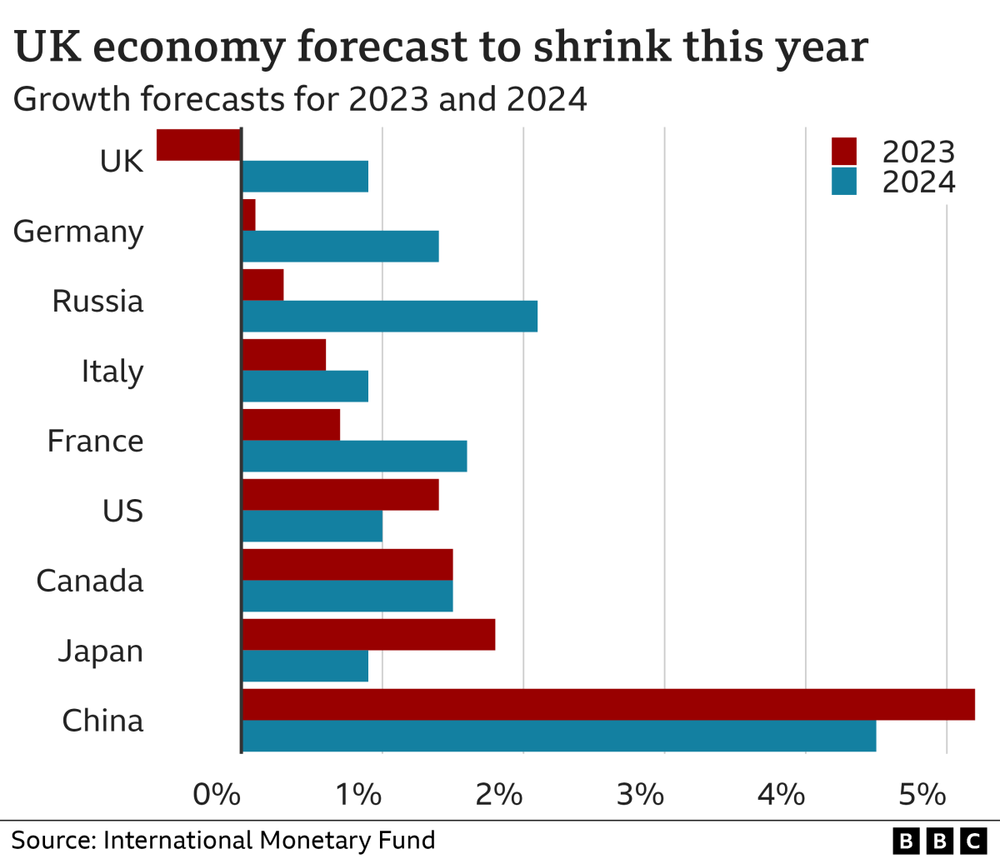 UK economy forecast to shrink this year
Growth forecasts for 2023 and 2024
2023
2024
UK
Germany
Russia
Italy
France
US
Canada
Japan
China
0% 1% 2% 3% 4% 5%
Source: International Monetary Fund
BBC